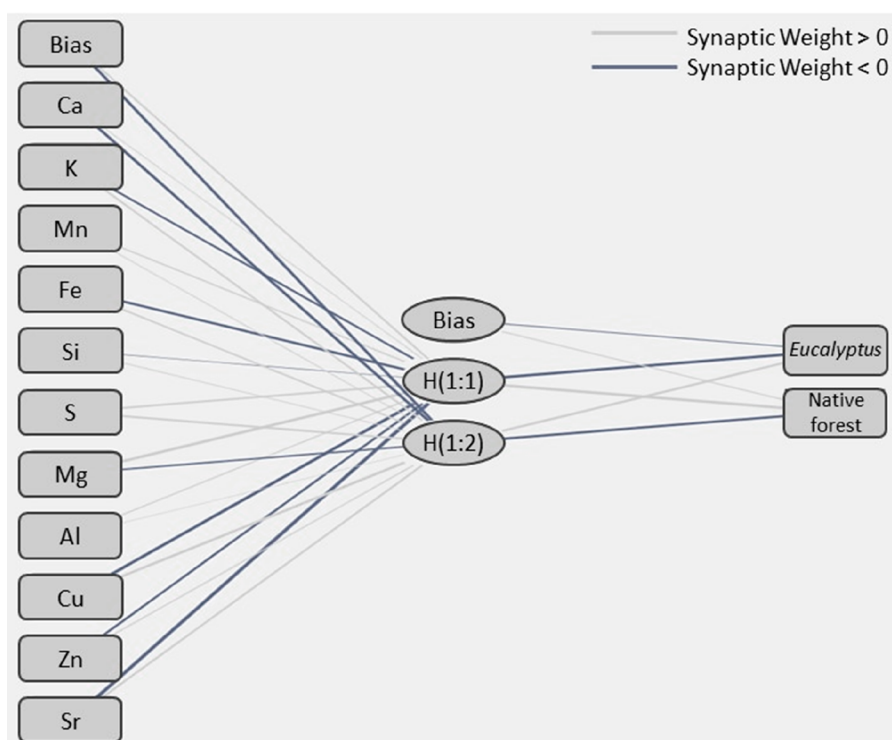 Bias
Ca
K
Mn
Fe
Si
S
Mg
Al
Cu
Zn
Sr
Bias
H(1:1)
H(1:2)
Synaptic Weight > 0
Synaptic Weight < 0
Eucalyptus
Native
forest